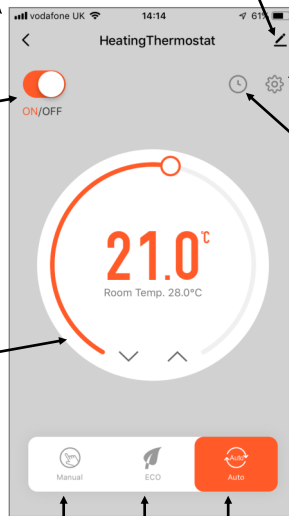 vodafone UK 14:14 61%
HeatingThermostat
ON/OFF
21.0°C
Room Temp. 28.0°C
Auto
Manual ECO Auto